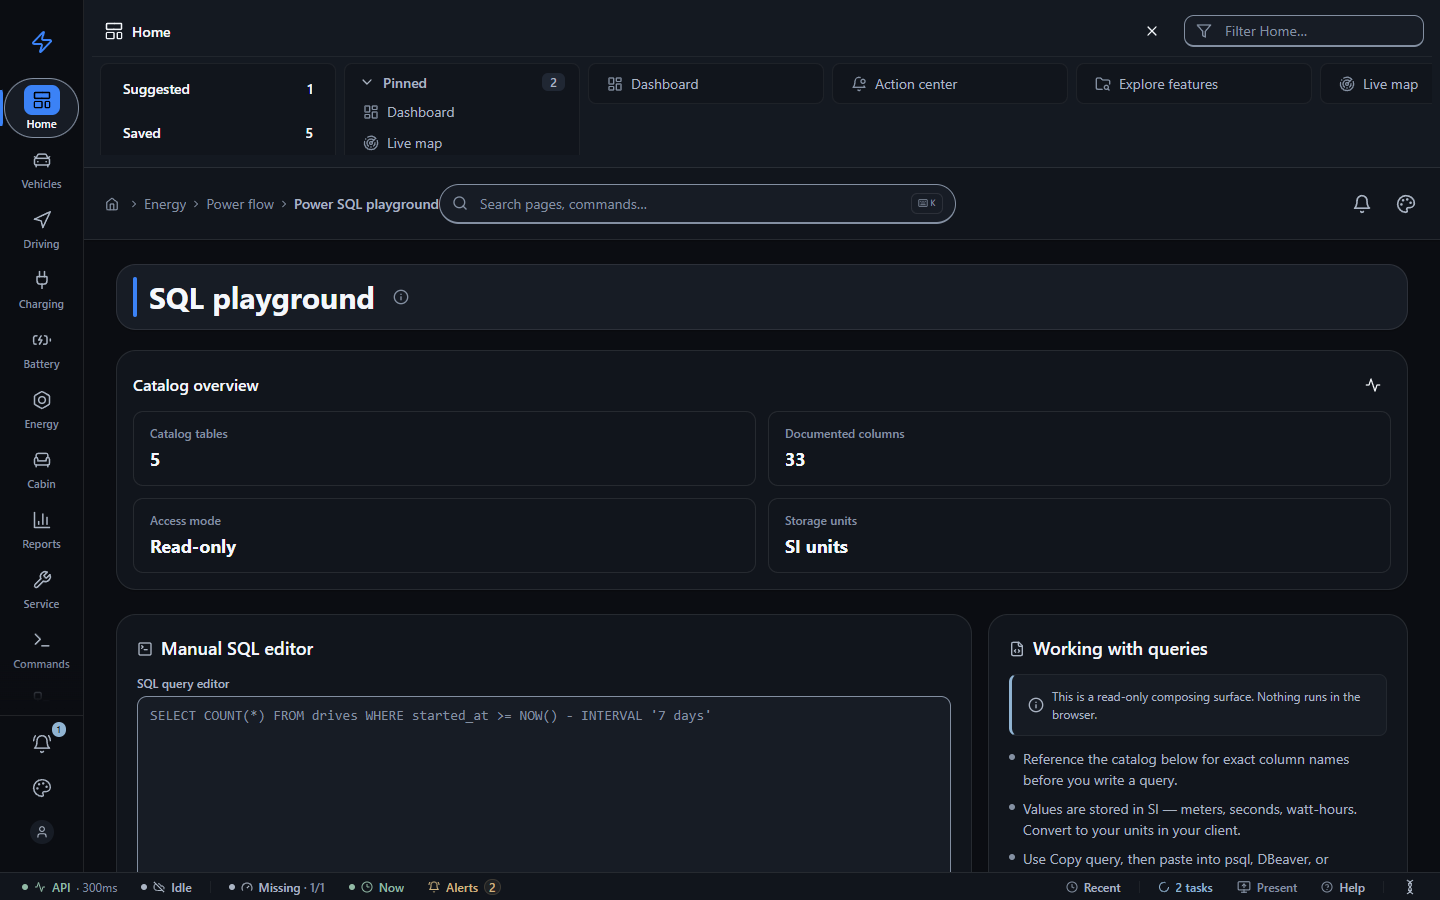 Home
Filter Home...
Suggested 1
Saved 5
Pinned 2
Dashboard
Live map
Dashboard
Action center
Explore features
Live map
Home
Vehicles
Driving
Charging
Battery
Energy
Cabin
Reports
Service
Commands
1
Energy
Power flow
Power SQL playground
Search pages, commands...
K
SQL playground
Catalog overview
Catalog tables
5
Documented columns
33
Access mode
Read-only
Storage units
SI units
Manual SQL editor
SQL query editor
SELECT COUNT(*) FROM drives WHERE started_at >= NOW() - INTERVAL '7 days'
Working with queries
This is a read-only composing surface. Nothing runs in the
browser.
Reference the catalog below for exact column names
before you write a query.
Values are stored in SI — meters, seconds, watt-hours.
Convert to your units in your client.
Use Copy query, then paste into psql, DBeaver, or
API · 300ms
Idle
Missing · 1/1
Now
Alerts 2
Recent
2 tasks
Present
Help